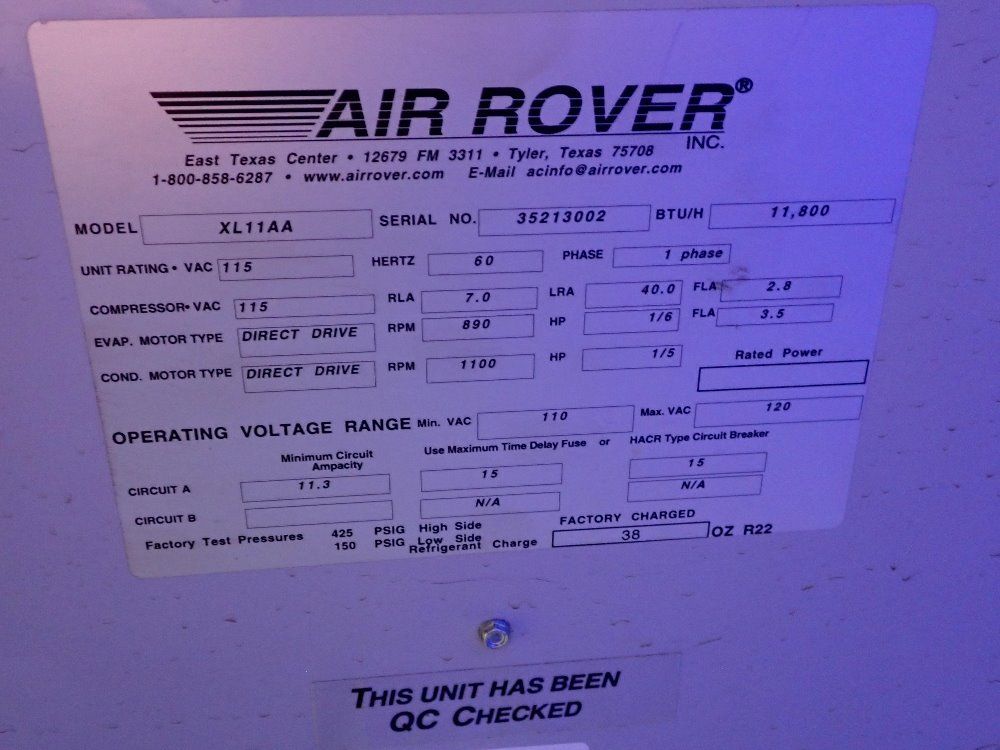 AIR ROVER®
INC.
East Texas Center • 12679 FM 3311 • Tyler, Texas 75708
1-800-858-6287 • www.airrover.com E-Mail acinfo@airrover.com
MODEL XL11AA SERIAL NO. 35213002 BTU/H 11,800
UNIT RATING • VAC 115 HERTZ 60 PHASE 1 phase
COMPRESSOR • VAC 115 RLA 7.0 LRA 40.0 FLA 2.8
EVAP. MOTOR TYPE DIRECT DRIVE RPM 890 HP 1/6 FLA 3.5
COND. MOTOR TYPE DIRECT DRIVE RPM 1100 HP 1/5 Rated Power
OPERATING VOLTAGE RANGE Min. VAC 110 Max. VAC 120
Minimum Circuit Ampacity Use Maximum Time Delay Fuse or HACR Type Circuit Breaker
CIRCUIT A 11.3 15 15
CIRCUIT B N/A N/A
Factory Test Pressures 425 PSIG High Side FACTORY CHARGED
150 PSIG Low Side
Refrigerant Charge 38 OZ R22
THIS UNIT HAS BEEN
QC CHECKED